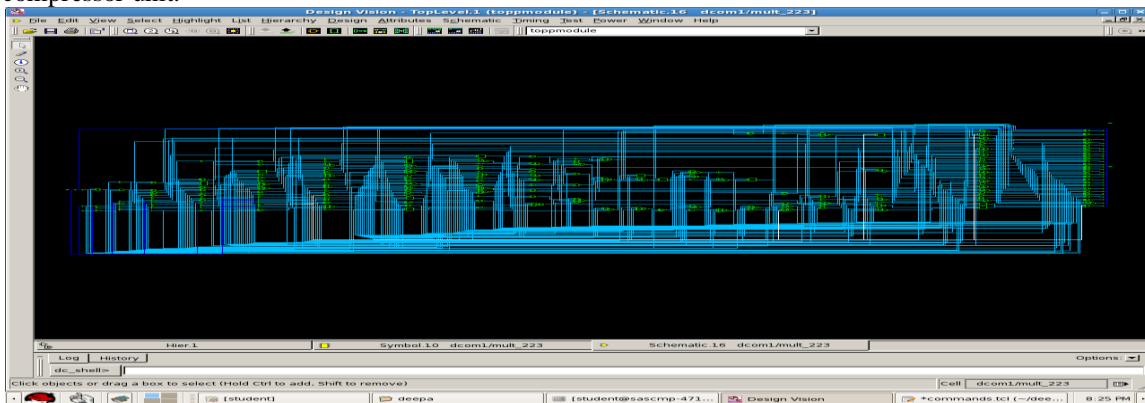 compressor unit.
Design Vision - TopLevel.1 (toppmodule) - [Schematic.16 dcom1/mult_223]
File Edit View Select Highlight List Hierarchy Design Attributes Schematic Timing Test Power Window Help
toppmodule
Hier.1 Symbol.10 dcom1/mult_223 Schematic.16 dcom1/mult_223
Log History Options:
dc_shell>
Click objects or drag a box to select (Hold Ctrl to add, Shift to remove) Cell dcom1/mult_223
[student] deepa [student@sascmp-471... Design Vision *commands.tcl (~/dee... 8:25 PM